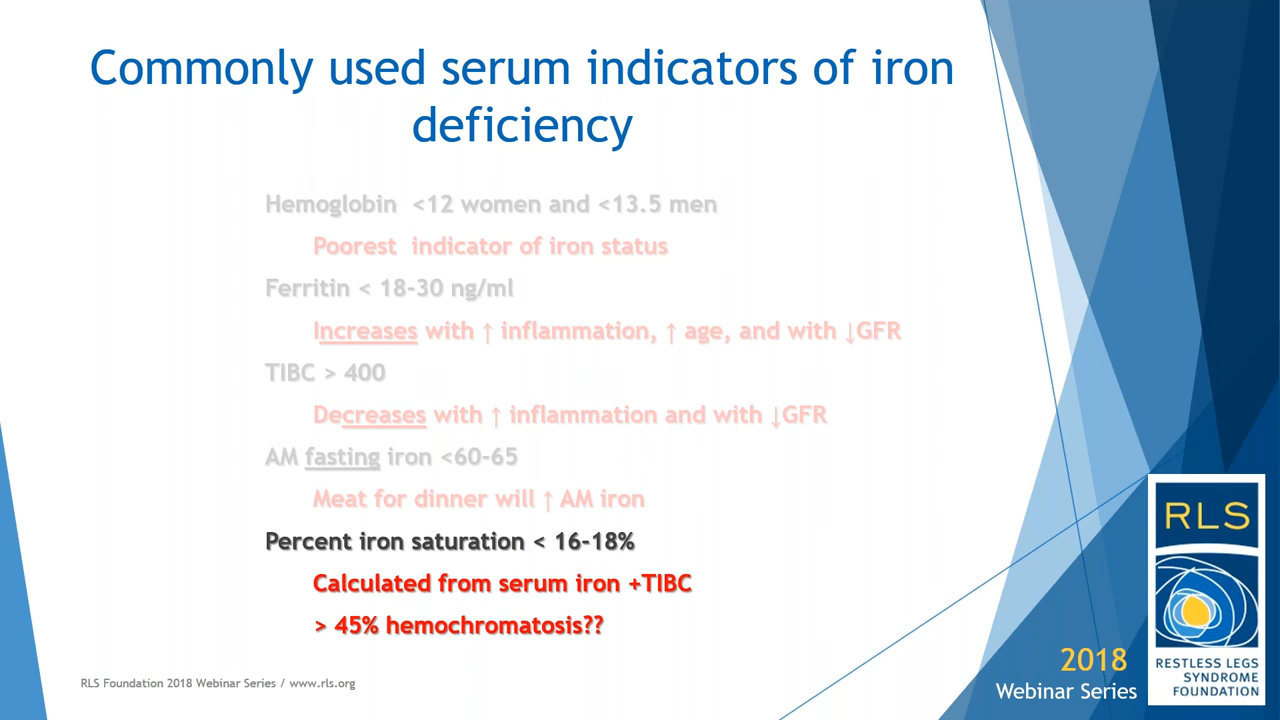 Commonly used serum indicators of iron
deficiency
Hemoglobin <12 women and <13.5 men
Poorest indicator of iron status
Ferritin < 18-30 ng/ml
Increases with ↑ inflammation, ↑ age, and with ↓GFR
TIBC > 400
Decreases with ↑ inflammation and with ↓GFR
AM fasting iron <60-65
Meat for dinner will ↑ AM iron
Percent iron saturation < 16-18%
Calculated from serum iron +TIBC
> 45% hemochromatosis??
RLS Foundation 2018 Webinar Series / www.rls.org
2018
Webinar Series
RLS
RESTLESS LEGS
SYNDROME
FOUNDATION